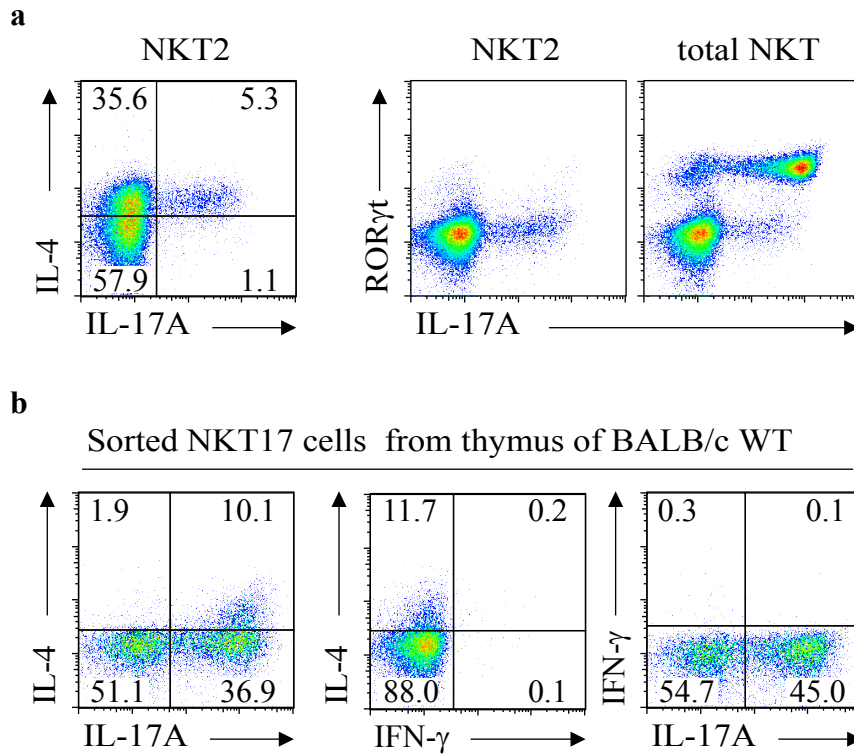 a
NKT2 NKT2 total NKT
35.6 5.3
57.9 1.1
IL-4
IL-17A
RORγt
IL-17A
b
Sorted NKT17 cells from thymus of BALB/c WT
1.9 10.1
51.1 36.9
IL-4
IL-17A
11.7 0.2
88.0 0.1
IL-4
IFN-γ
0.3 0.1
54.7 45.0
IFN-γ
IL-17A